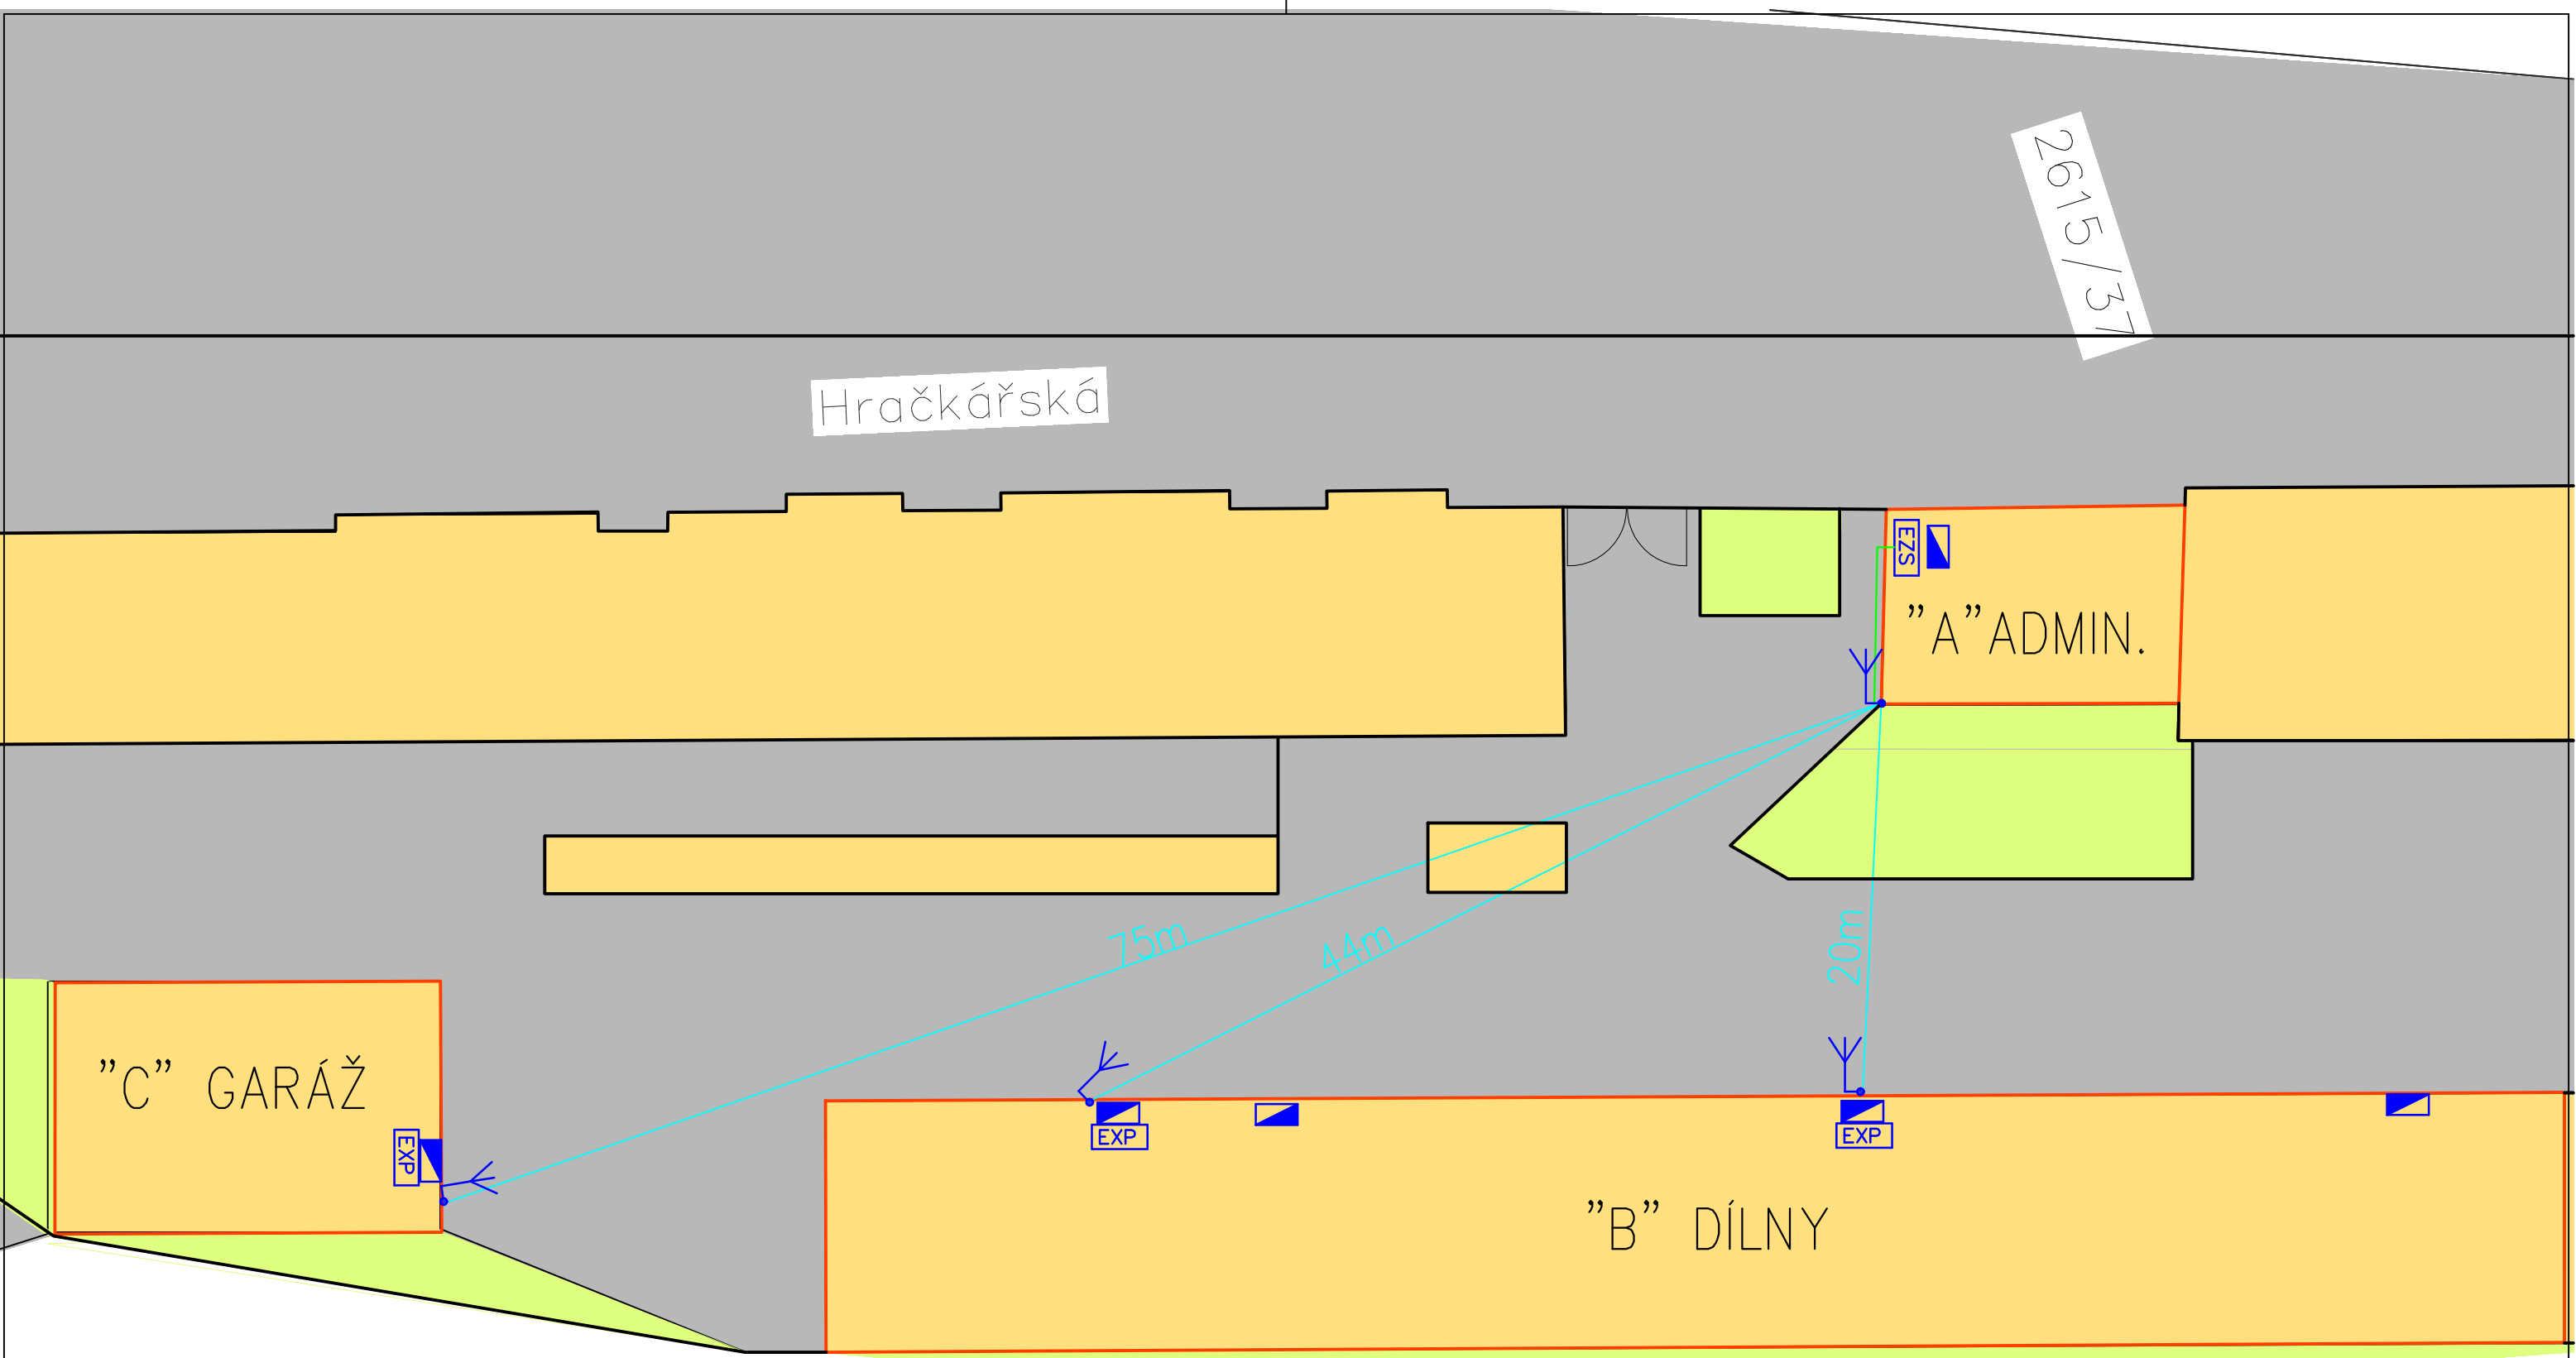 2615/37
Hračkářská
EZS
"A"ADMIN.
75m
44m
20m
"C" GARÁŽ
EXP
EXP
EXP
"B" DÍLNY